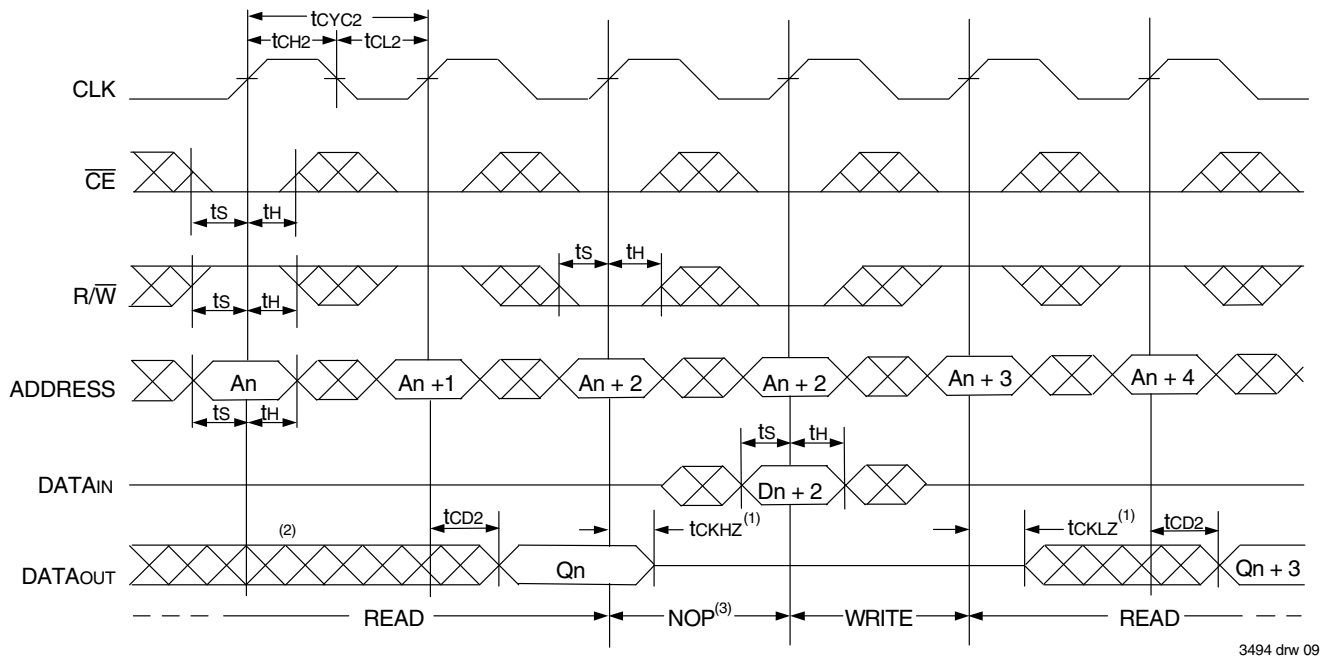 tCYC2
tCH2 tCL2
CLK
CE
tS tH
tS tH
R/W
tS tH
An An +1 An + 2 An + 2 An + 3 An + 4
ADDRESS
tS tH
tS tH
DATAIN
Dn + 2
tCD2 tCKHZ(1) tCKLZ(1) tCD2
(2)
DATAOUT
Qn Qn + 3
READ NOP(3) WRITE READ
3494 drw 09